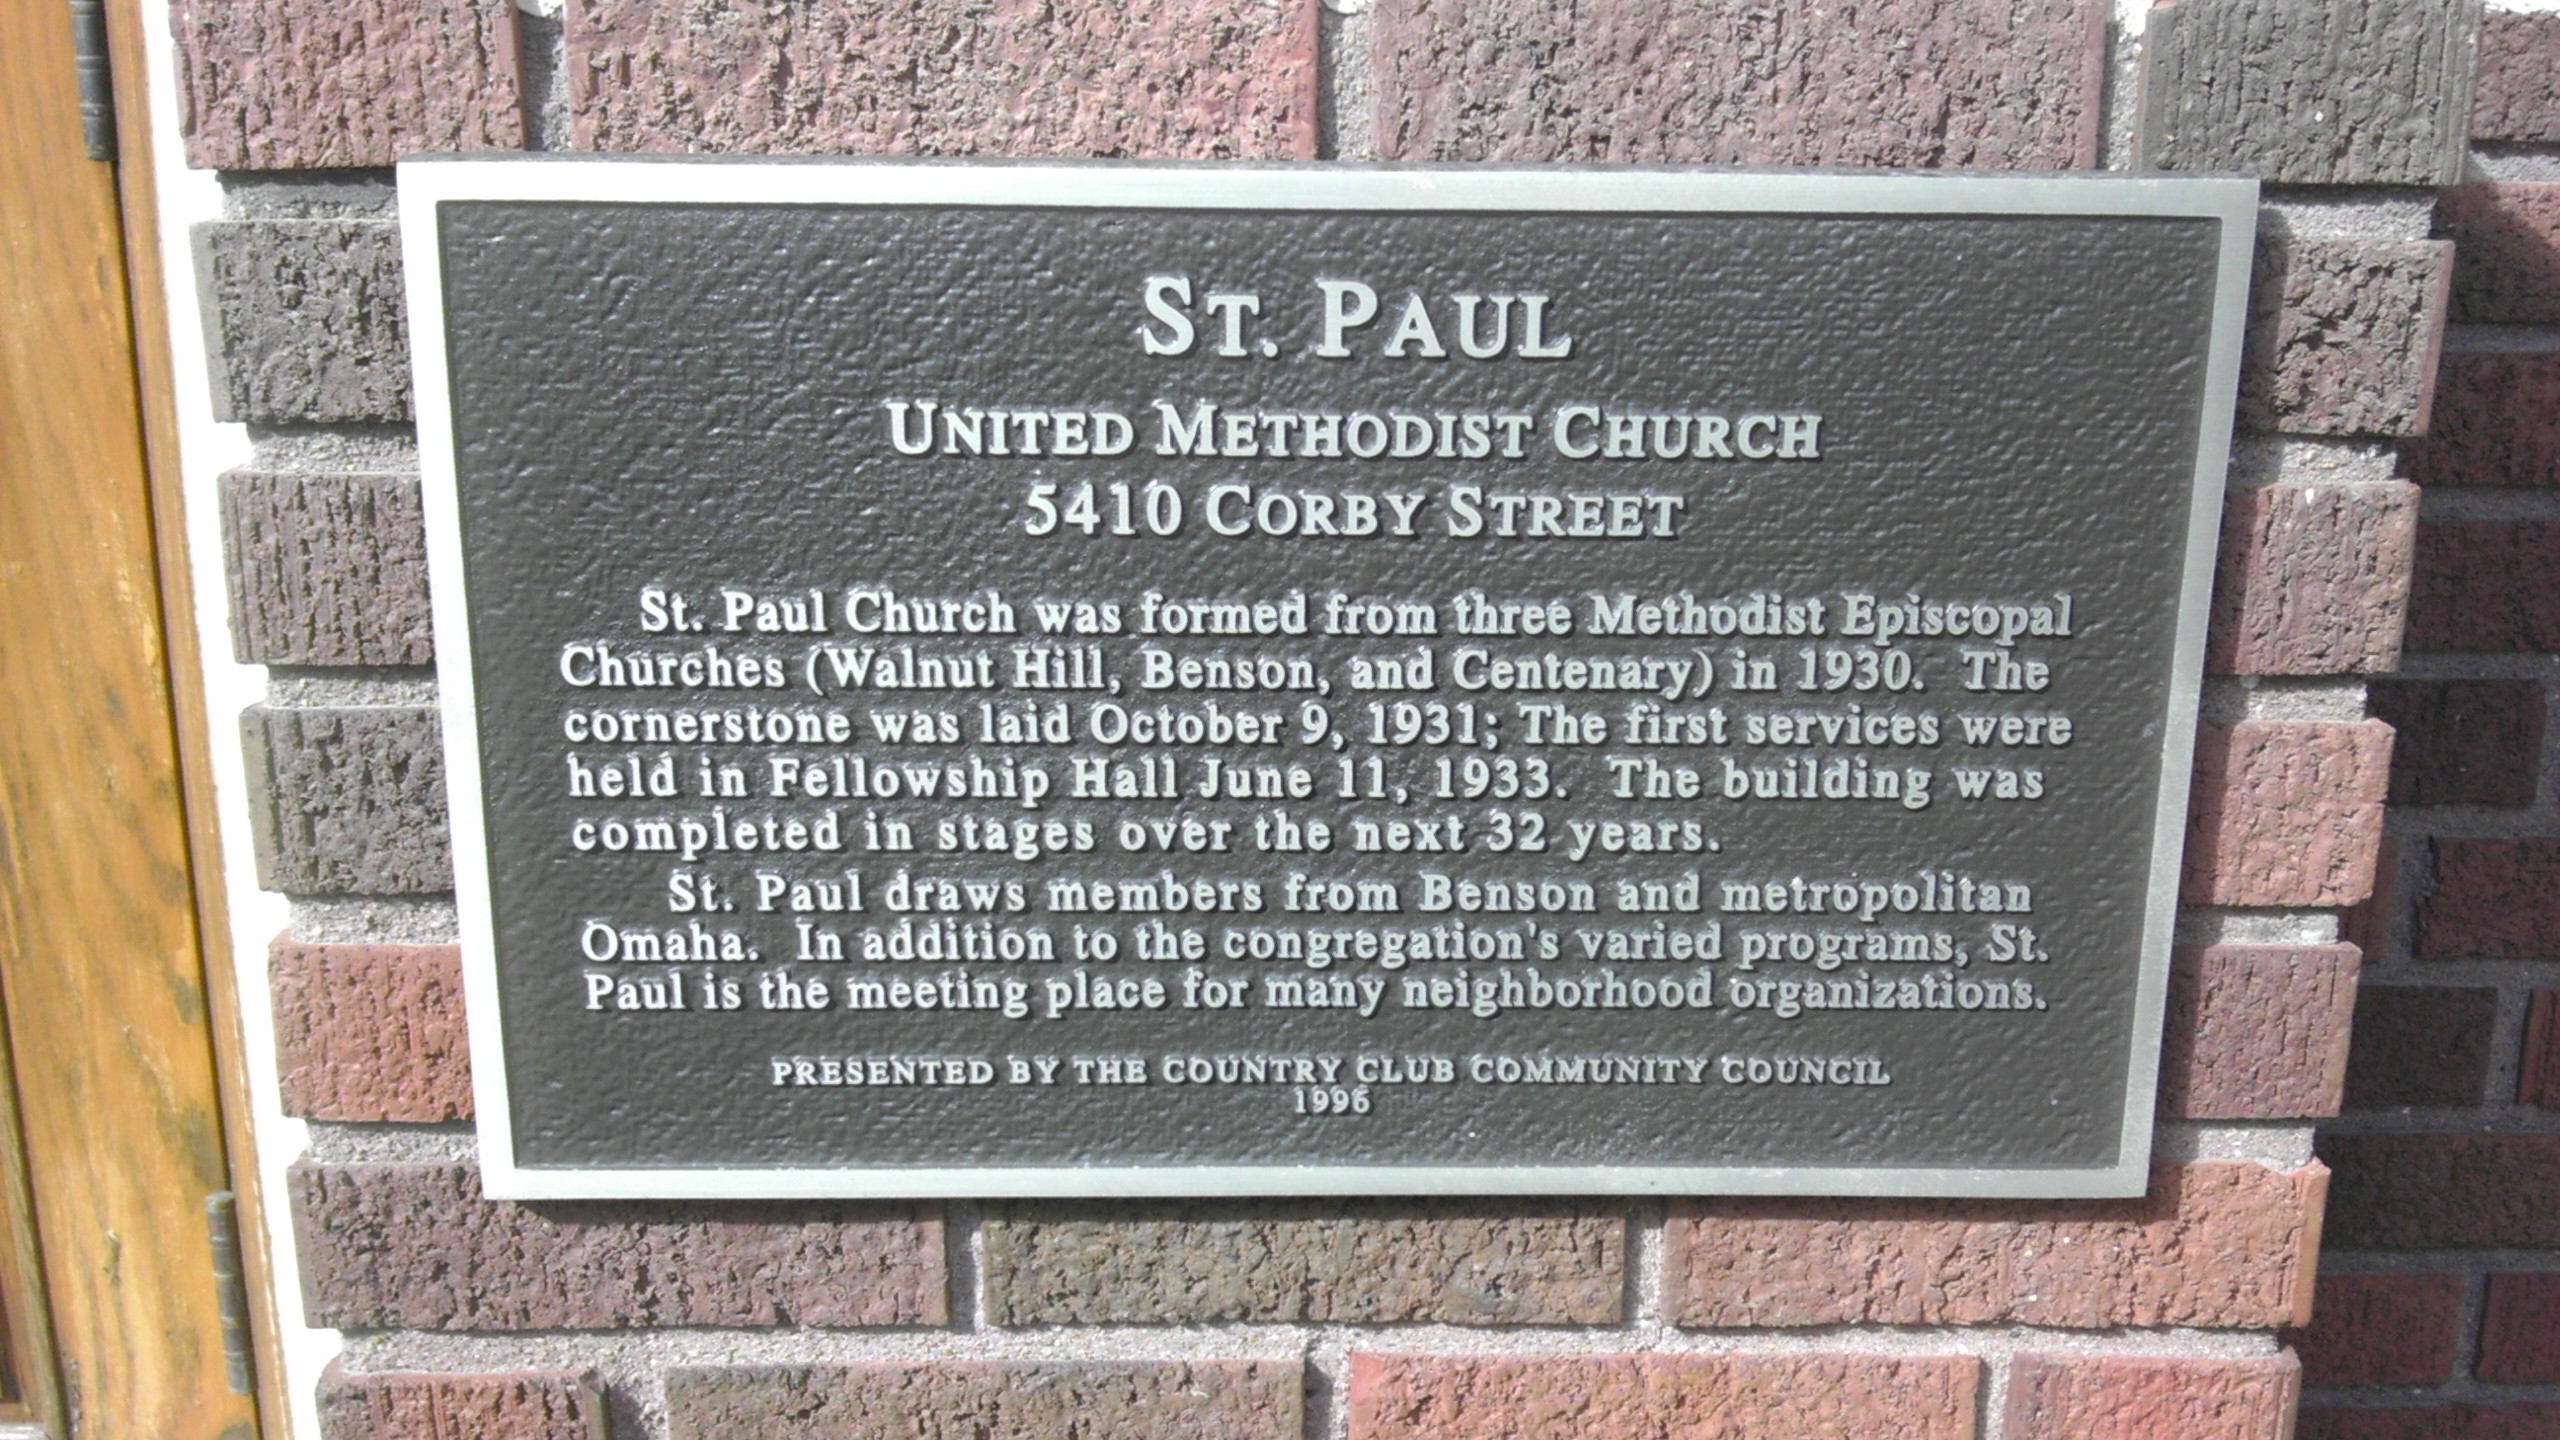 ST. PAUL
UNITED METHODIST CHURCH
5410 CORBY STREET
St. Paul Church was formed from three Methodist Episcopal
Churches (Walnut Hill, Benson, and Centenary) in 1930. The
cornerstone was laid October 9, 1931; The first services were
held in Fellowship Hall June 11, 1933. The building was
completed in stages over the next 32 years.
St. Paul draws members from Benson and metropolitan
Omaha. In addition to the congregation's varied programs, St.
Paul is the meeting place for many neighborhood organizations.
PRESENTED BY THE COUNTRY CLUB COMMUNITY COUNCIL
1996